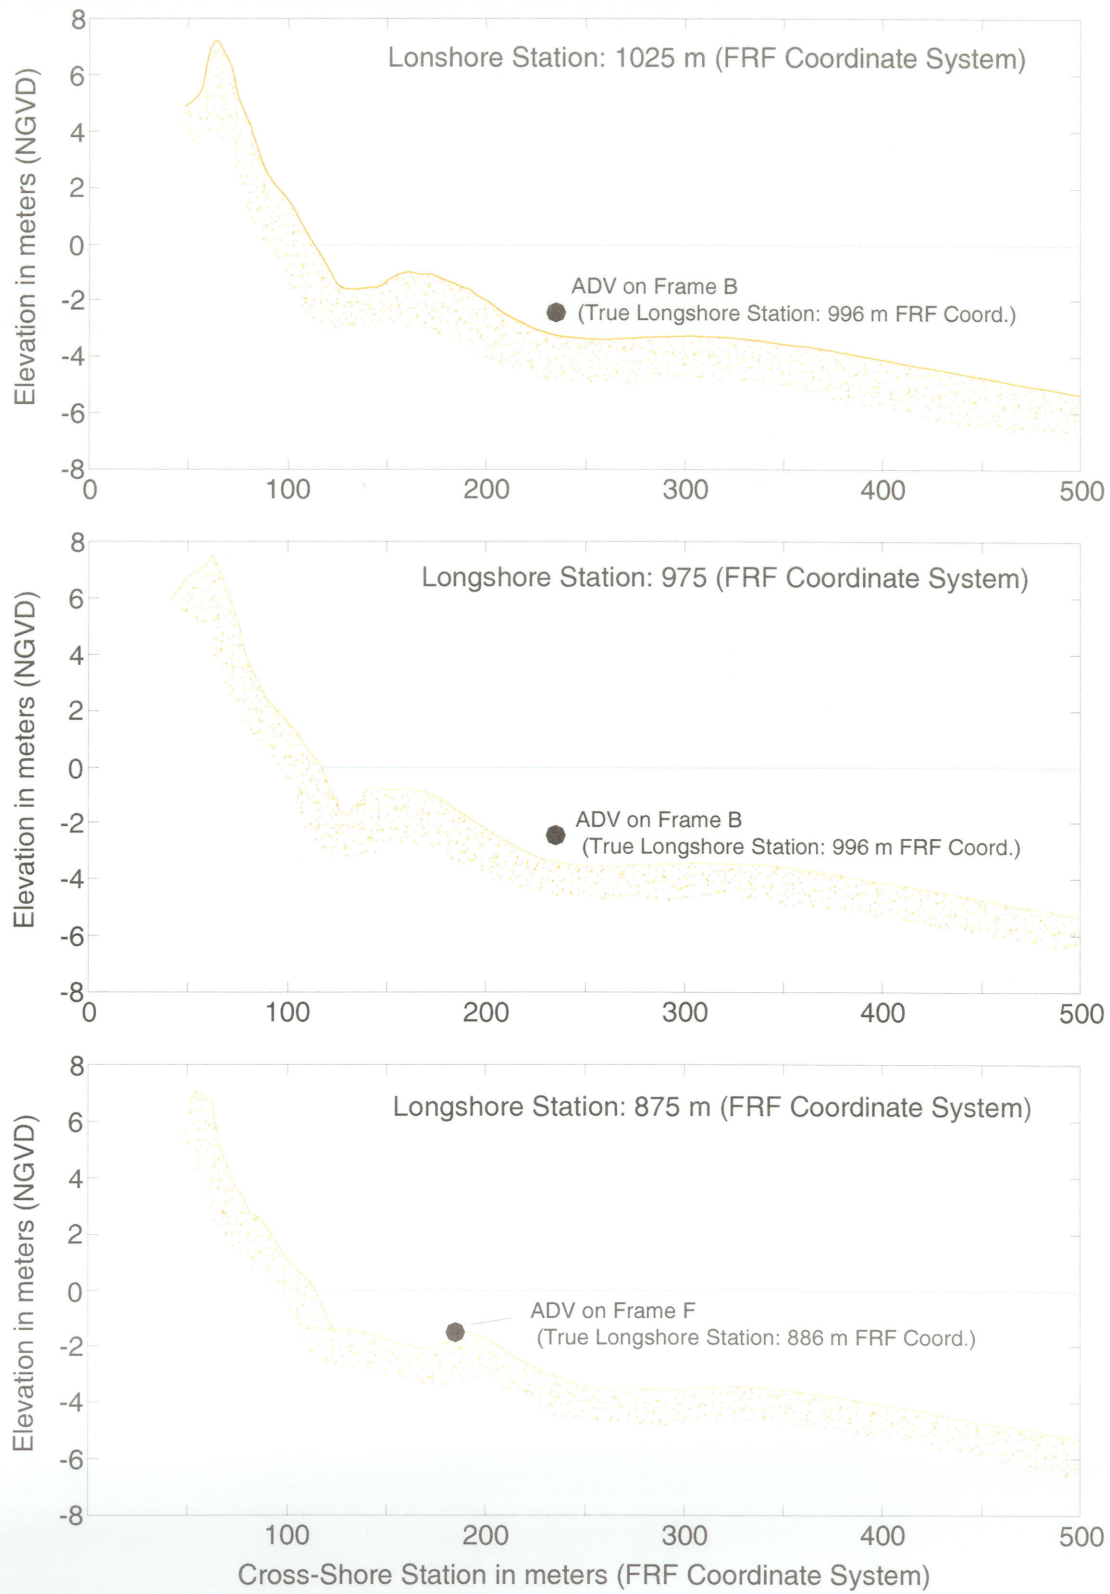 Lonshore Station: 1025 m (FRF Coordinate System)
Elevation in meters (NGVD)
8
6
4
2
0
-2
-4
-6
-8
ADV on Frame B
(True Longshore Station: 996 m FRF Coord.)
0 100 200 300 400 500
Longshore Station: 975 (FRF Coordinate System)
Elevation in meters (NGVD)
8
6
4
2
0
-2
-4
-6
-8
ADV on Frame B
(True Longshore Station: 996 m FRF Coord.)
0 100 200 300 400 500
Longshore Station: 875 m (FRF Coordinate System)
Elevation in meters (NGVD)
8
6
4
2
0
-2
-4
-6
-8
ADV on Frame F
(True Longshore Station: 886 m FRF Coord.)
100 200 300 400 500
Cross-Shore Station in meters (FRF Coordinate System)